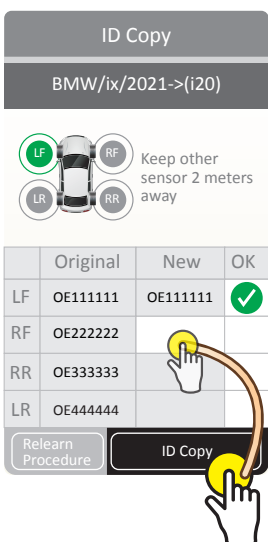 ID Copy
BMW/ix/2021->(i20)
LF
RF
Keep other
sensor 2 meters
away
LR
RR
Original New OK
LF OE111111 OE111111
RF OE222222
RR OE333333
LR OE444444
Relearn
Procedure
ID Copy